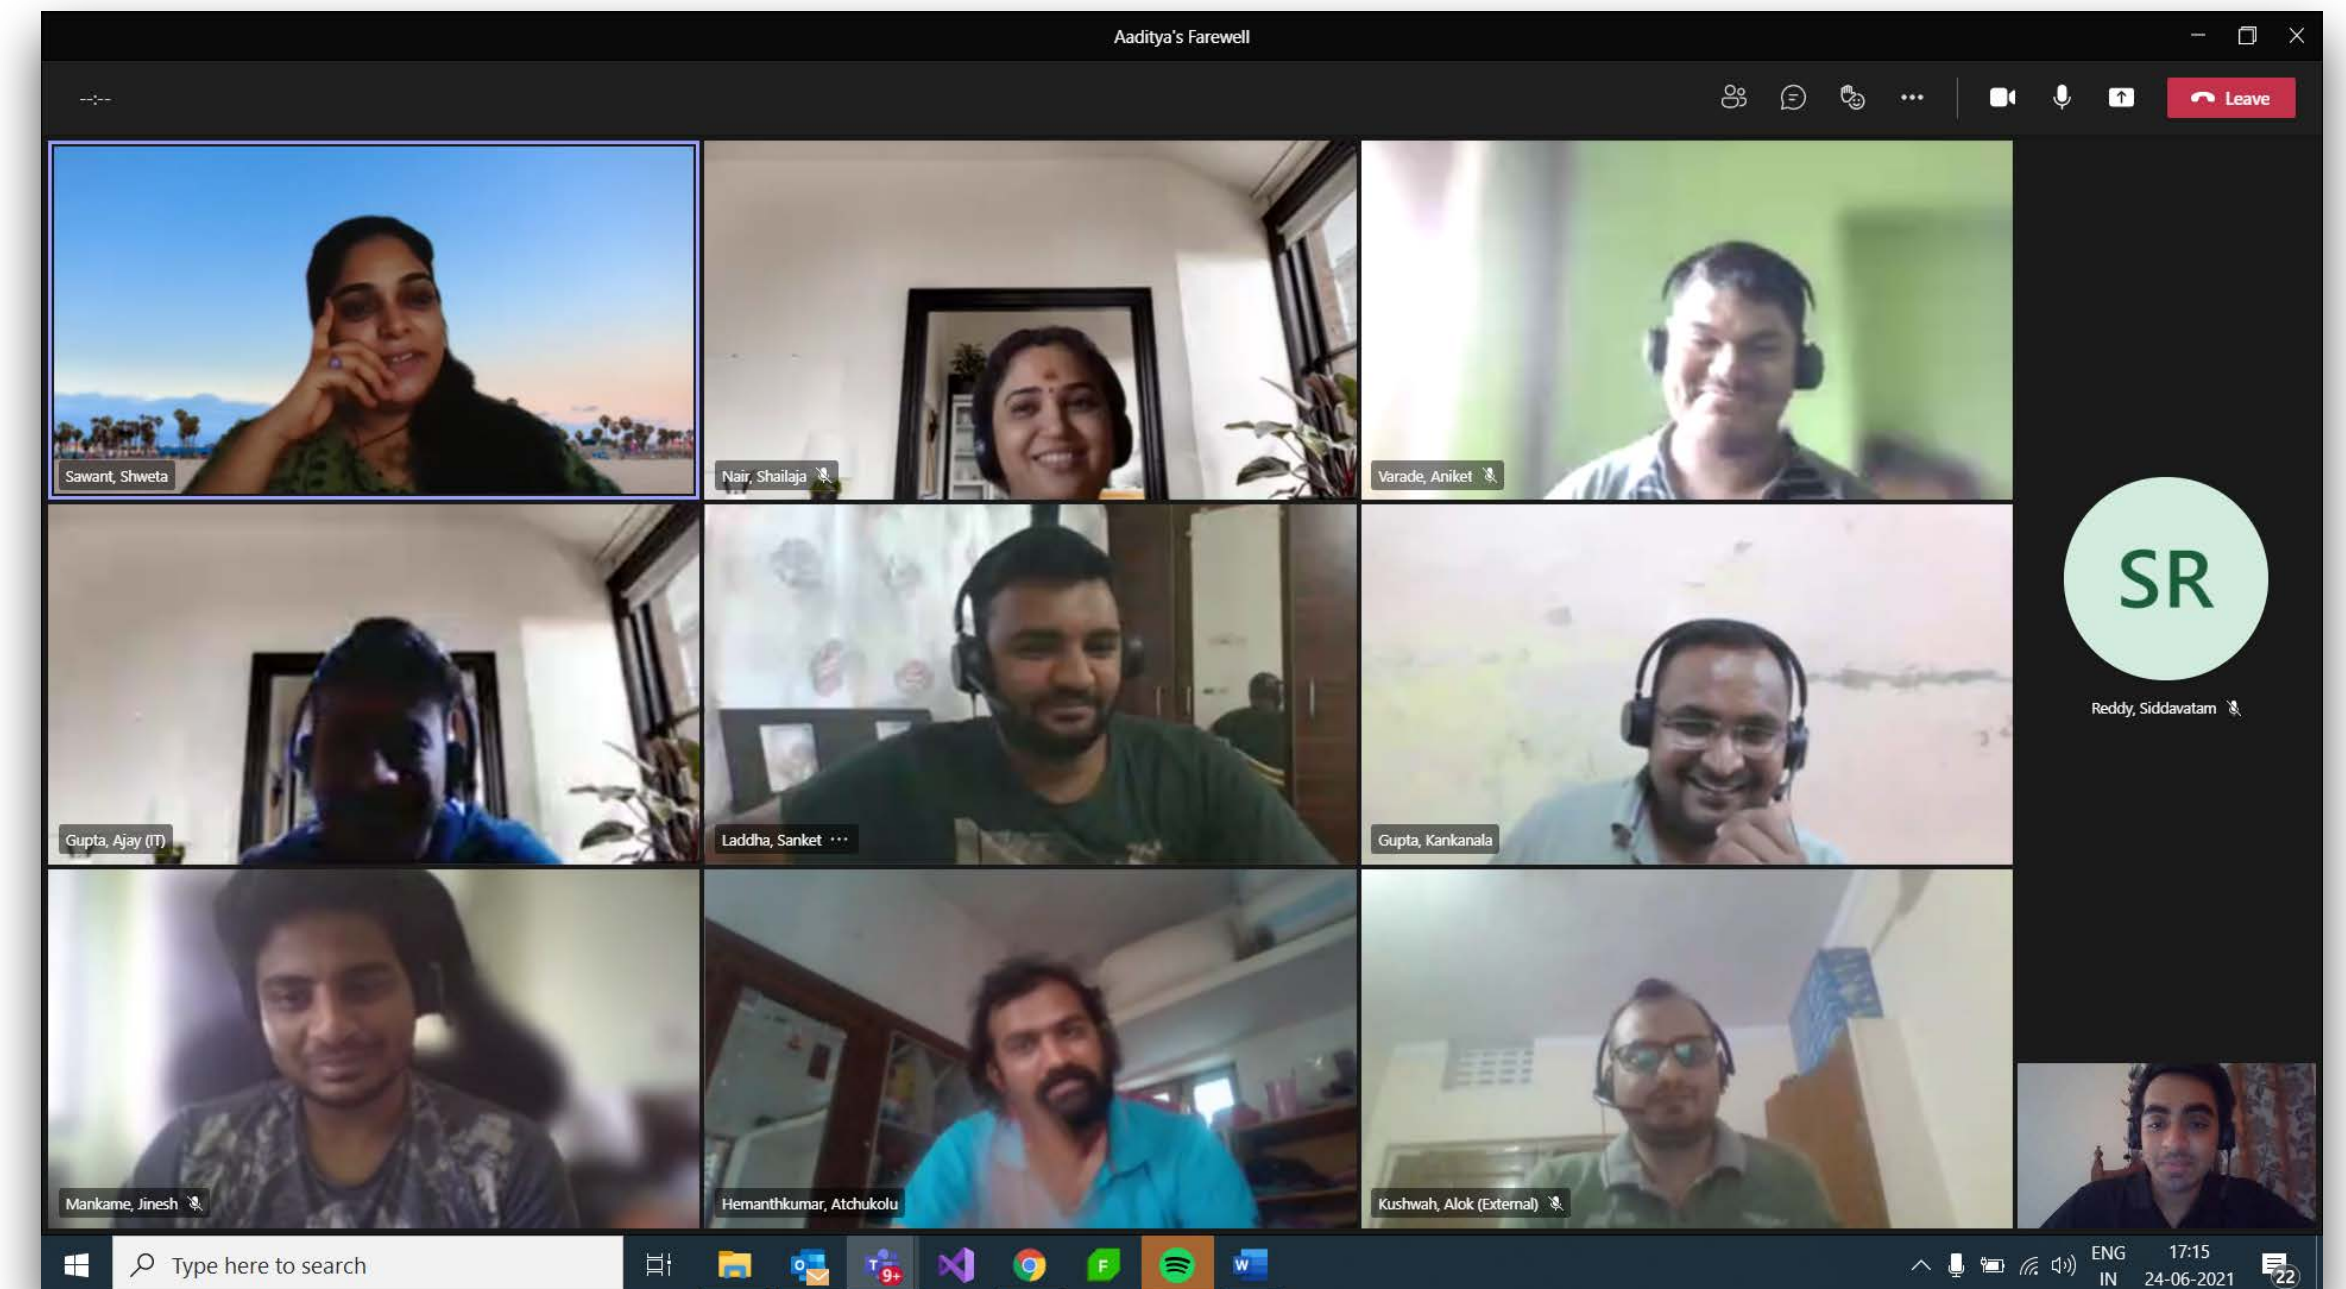 Aaditya's Farewell
--:--
Leave
Sawant, Shweta
Nair, Shailaja
Varade, Aniket
SR
Reddy, Siddavatam
Gupta, Ajay (IT)
Laddha, Sanket ···
Gupta, Kankanala
Mankame, Jinesh
Hemanthkumar, Atchukolu
Kushwah, Alok (External)
Type here to search
O
T
9+
F
W
ENG
IN
17:15
24-06-2021
22